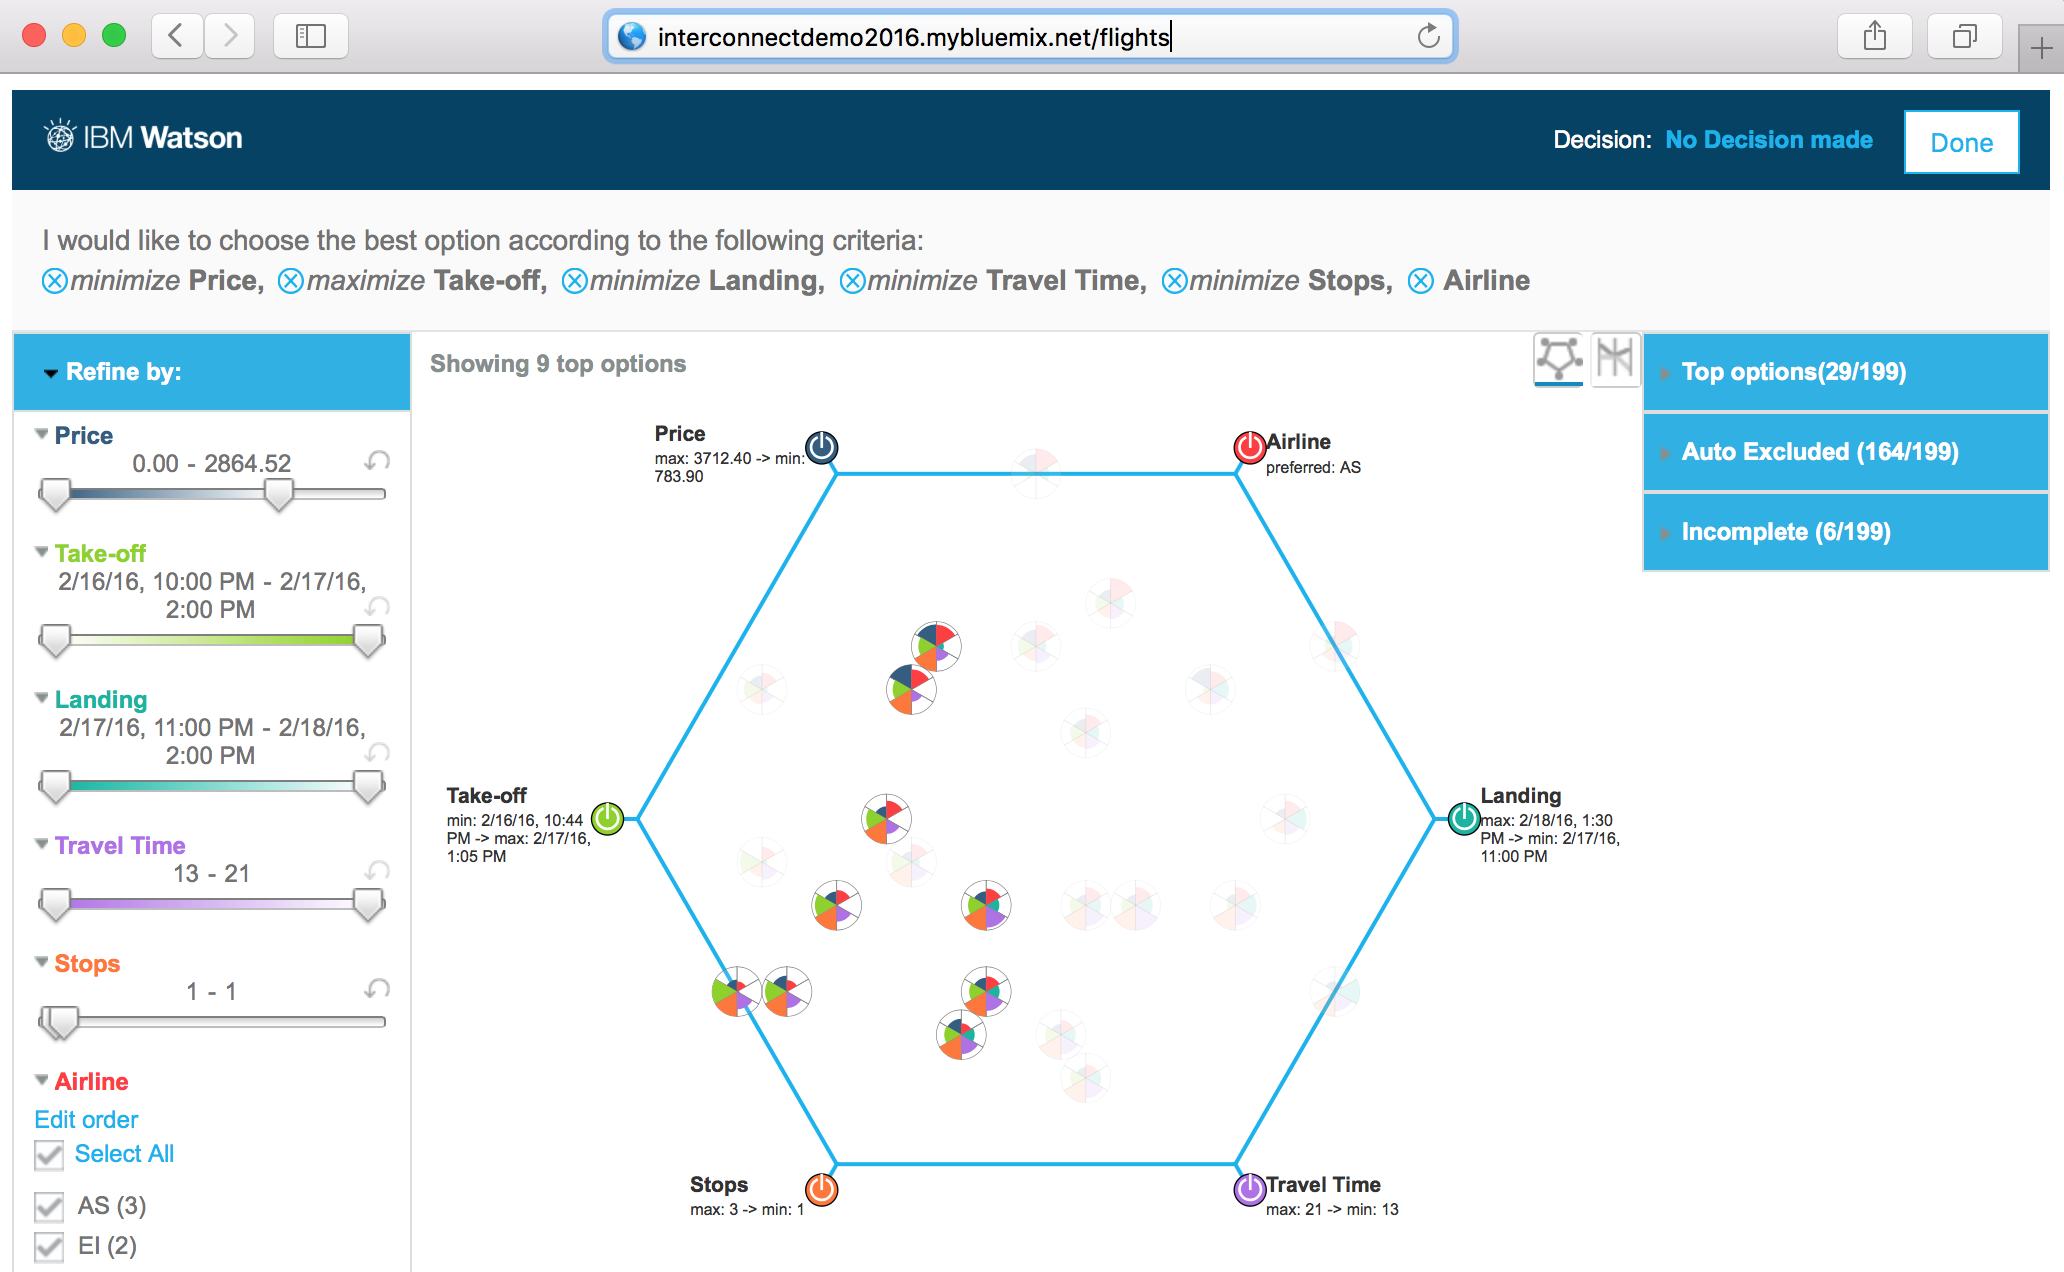 interconnectdemo2016.mybluemix.net/flights
IBM Watson
Decision: No Decision made
Done
I would like to choose the best option according to the following criteria:
minimize Price, maximize Take-off, minimize Landing, minimize Travel Time, minimize Stops, Airline
Refine by:
Price
0.00 - 2864.52
Take-off
2/16/16, 10:00 PM - 2/17/16,
2:00 PM
Landing
2/17/16, 11:00 PM - 2/18/16,
2:00 PM
Travel Time
13 - 21
Stops
1 - 1
Airline
Edit order
Select All
AS (3)
EI (2)
Showing 9 top options
Price
max: 3712.40 -> min:
783.90
Airline
preferred: AS
Take-off
min: 2/16/16, 10:44
PM -> max: 2/17/16,
1:05 PM
Landing
max: 2/18/16, 1:30
PM -> min: 2/17/16,
11:00 PM
Stops
max: 3 -> min: 1
Travel Time
max: 21 -> min: 13
Top options(29/199)
Auto Excluded (164/199)
Incomplete (6/199)